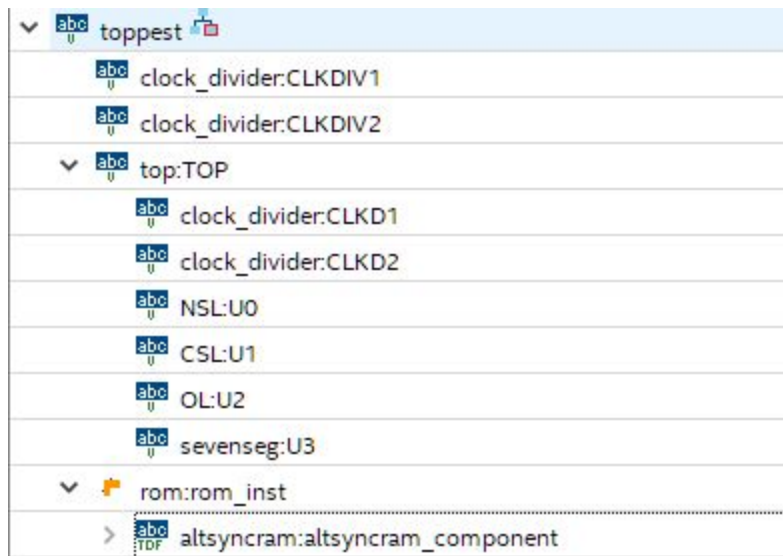 toppest
clock_divider:CLKDIV1
clock_divider:CLKDIV2
top:TOP
clock_divider:CLKD1
clock_divider:CLKD2
NSL:U0
CSL:U1
OL:U2
sevenseg:U3
rom:rom_inst
altsyncram:altsyncram_component